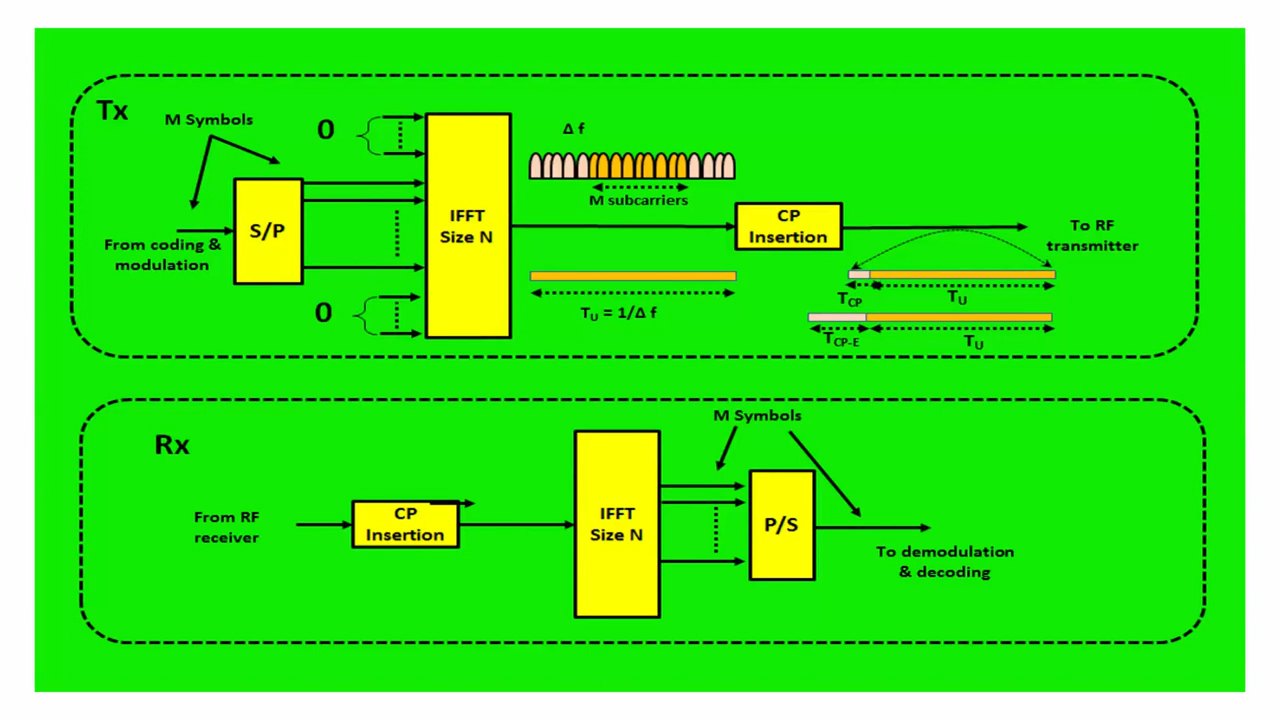 Tx
M Symbols
0
Δ f
M subcarriers
S/P
IFFT
Size N
CP
Insertion
To RF
transmitter
From coding &
modulation
0
T_U = 1/Δ f
T_CP
T_U
T_CP-E
T_U
Rx
M Symbols
From RF
receiver
CP
Insertion
IFFT
Size N
P/S
To demodulation
& decoding